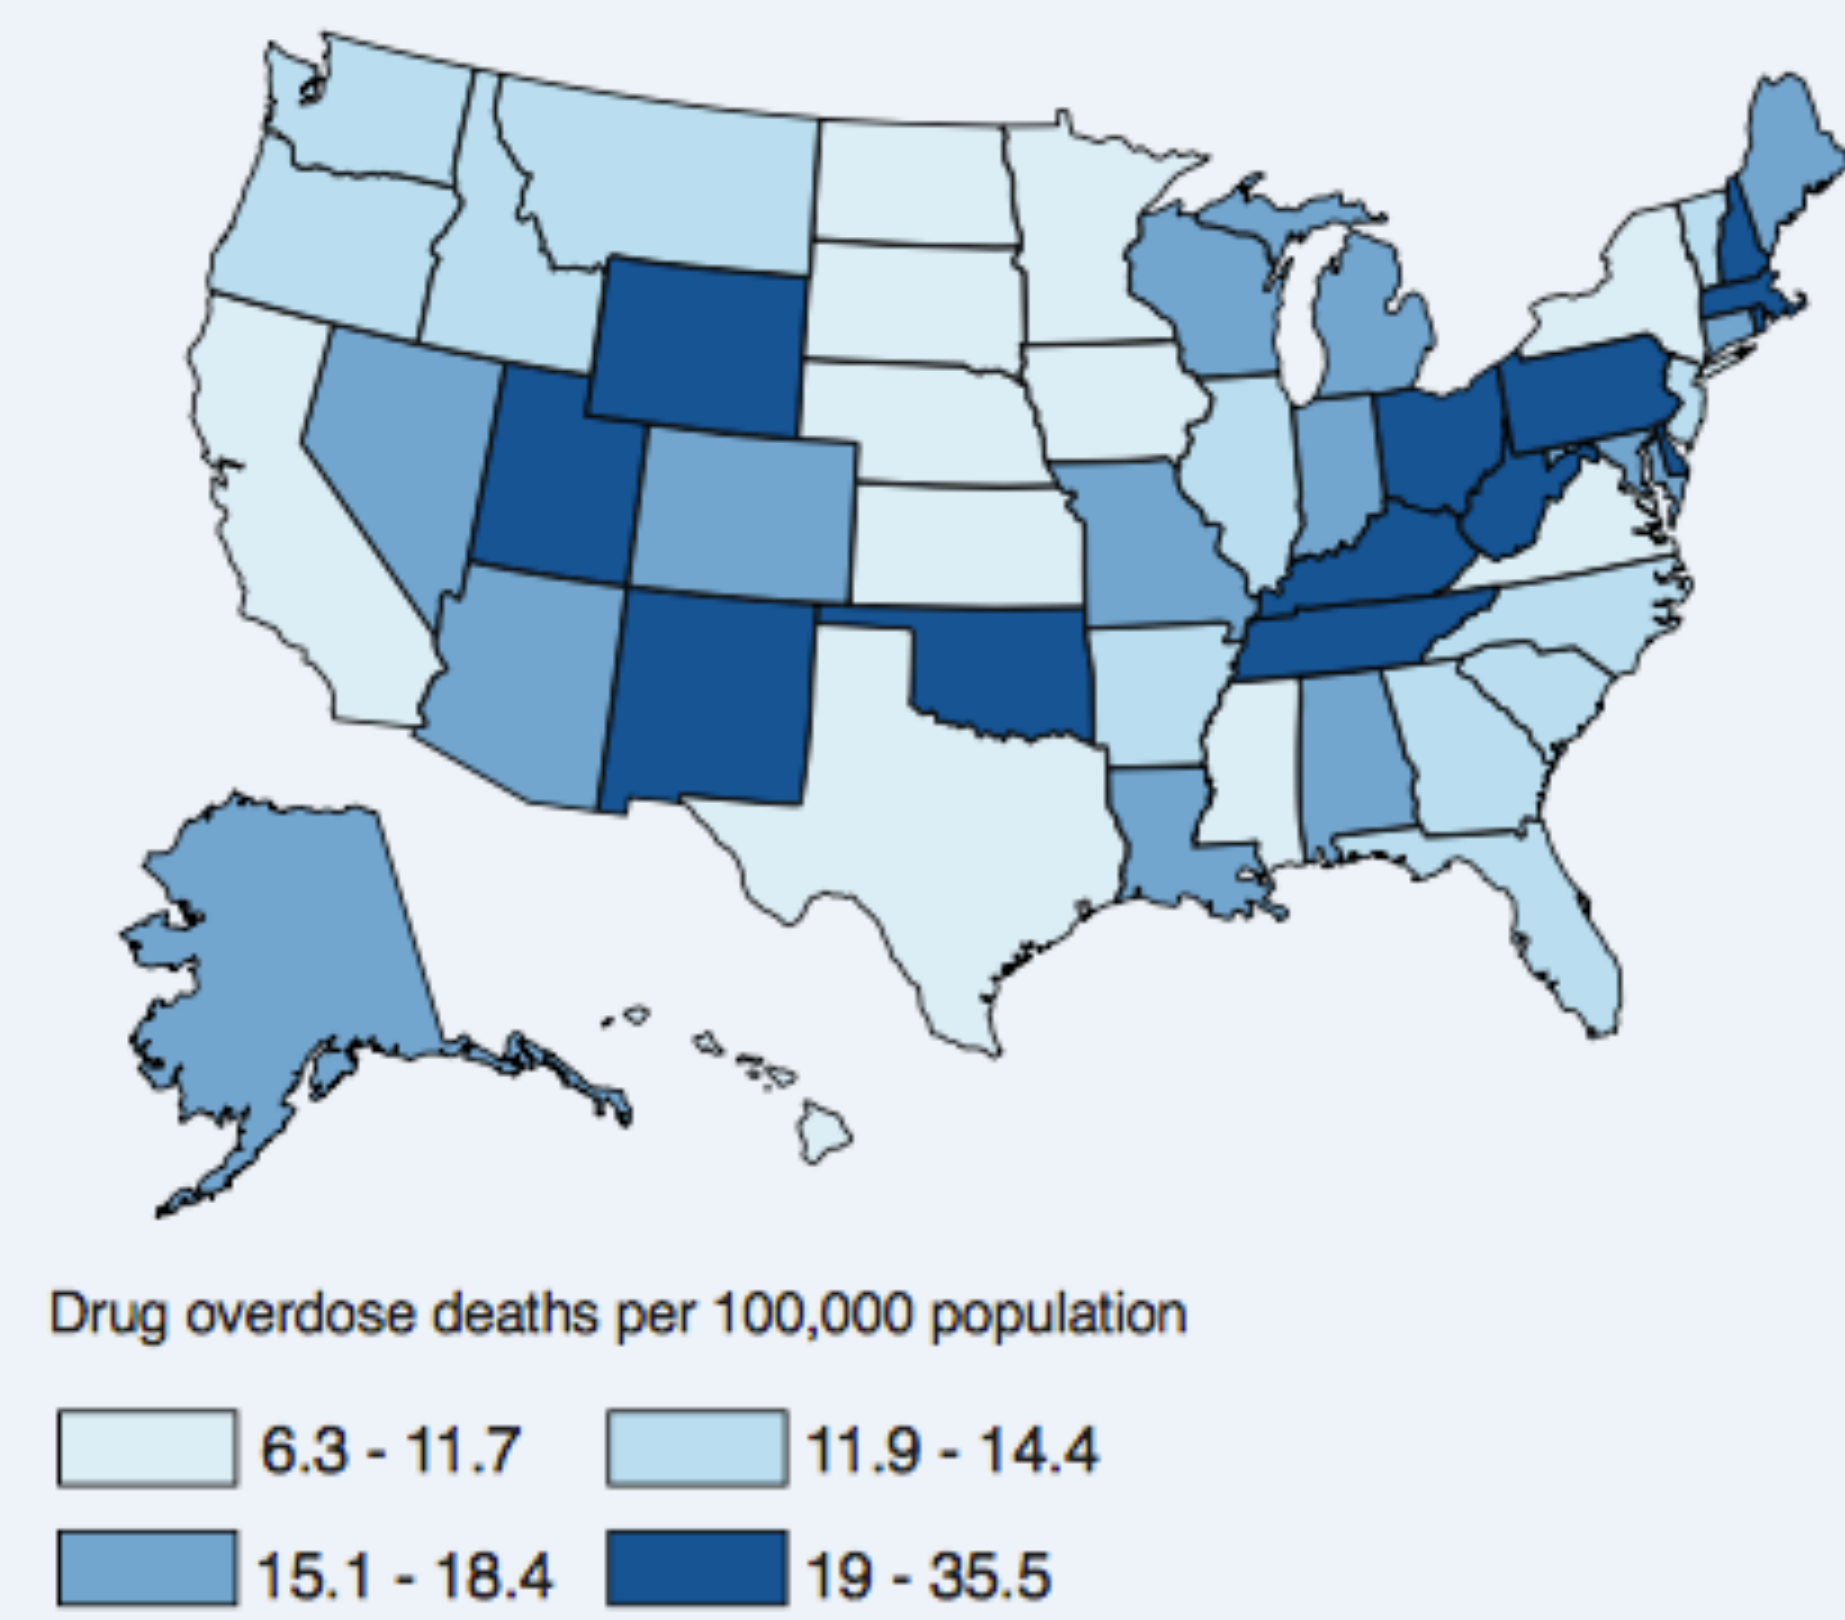 Drug overdose deaths per 100,000 population
6.3 - 11.7
11.9 - 14.4
15.1 - 18.4
19 - 35.5